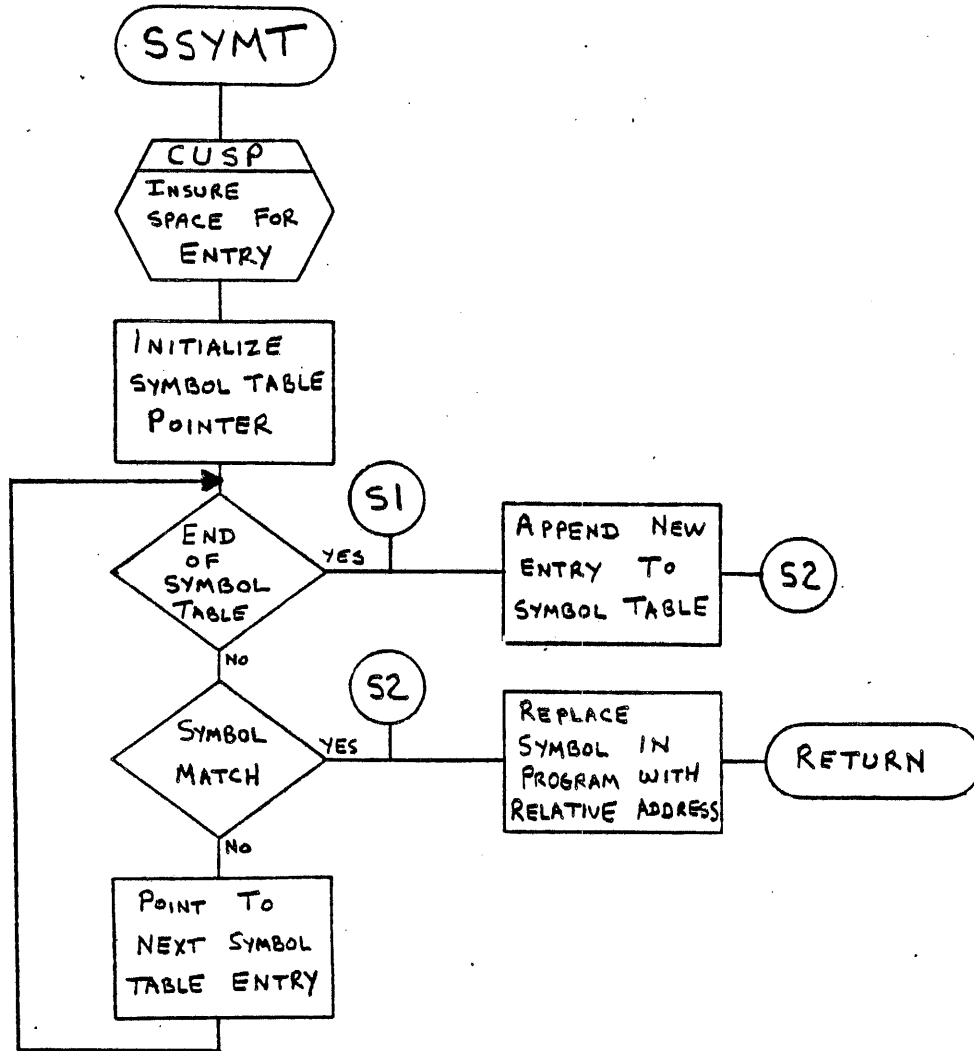 SSYMT
CUSP
INSURE
SPACE FOR
ENTRY
INITIALIZE
SYMBOL TABLE
POINTER
S1
END
OF
SYMBOL
TABLE
YES
APPEND NEW
ENTRY TO
SYMBOL TABLE
S2
NO
S2
SYMBOL
MATCH
YES
REPLACE
SYMBOL IN
PROGRAM WITH
RELATIVE ADDRESS
RETURN
NO
POINT TO
NEXT SYMBOL
TABLE ENTRY